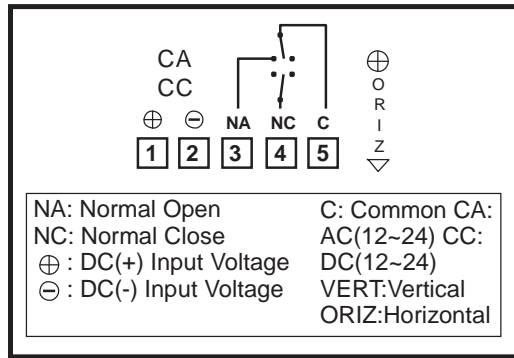 CA
CC
⊕ ⊖ NA NC C
1 2 3 4 5
⊕
O
R
I
Z
NA: Normal Open
NC: Normal Close
⊕ : DC(+) Input Voltage
⊖ : DC(-) Input Voltage
C: Common CA:
AC(12~24) CC:
DC(12~24)
VERT:Vertical
ORIZ:Horizontal